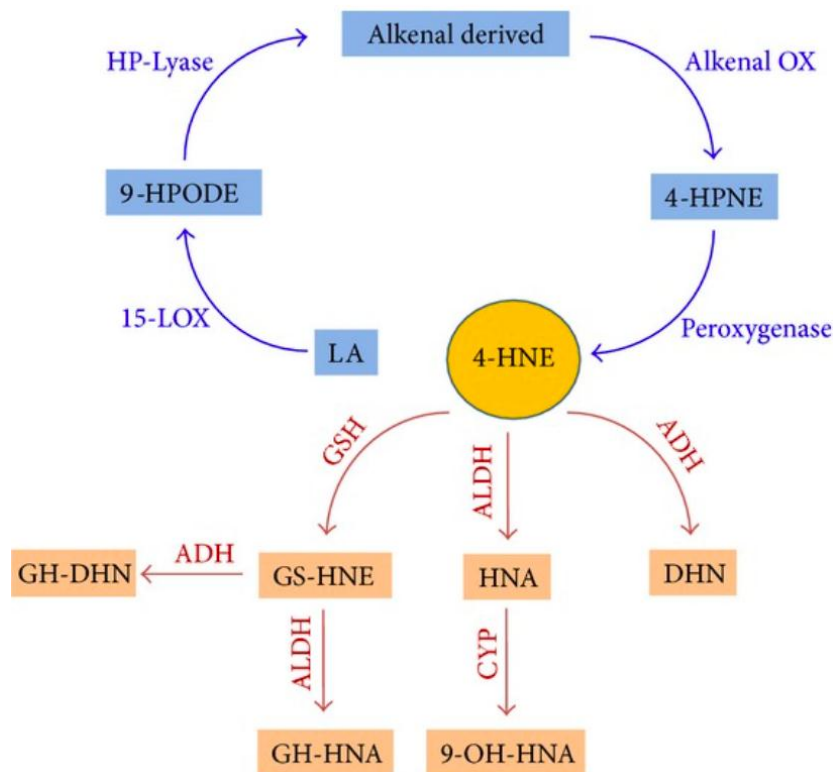 Alkenal derived
HP-Lyase
Alkenal OX
9-HPODE
4-HPNE
15-LOX
Peroxygenase
LA
4-HNE
GSH
ALDH
ADH
ADH
GH-DHN
GS-HNE
HNA
DHN
ALDH
CYP
GH-HNA
9-OH-HNA